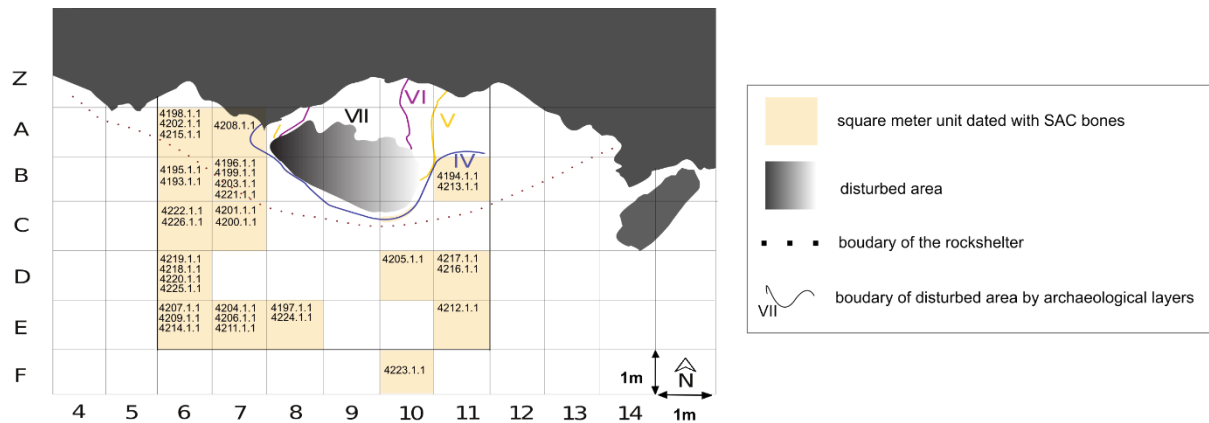 Z
VII
VI
V
A
4198.1.1
4202.1.1
4215.1.1
4208.1.1
IV
B
4195.1.1
4193.1.1
4196.1.1
4199.1.1
4203.1.1
4221.1.1
4194.1.1
4213.1.1
C
4222.1.1
4226.1.1
4201.1.1
4200.1.1
D
4219.1.1
4218.1.1
4220.1.1
4225.1.1
4205.1.1
4217.1.1
4216.1.1
E
4207.1.1
4209.1.1
4214.1.1
4204.1.1
4206.1.1
4211.1.1
4197.1.1
4224.1.1
4212.1.1
F
4223.1.1
1m
N
1m
4 5 6 7 8 9 10 11 12 13 14
square meter unit dated with SAC bones
disturbed area
boudary of the rockshelter
VII
boudary of disturbed area by archaeological layers